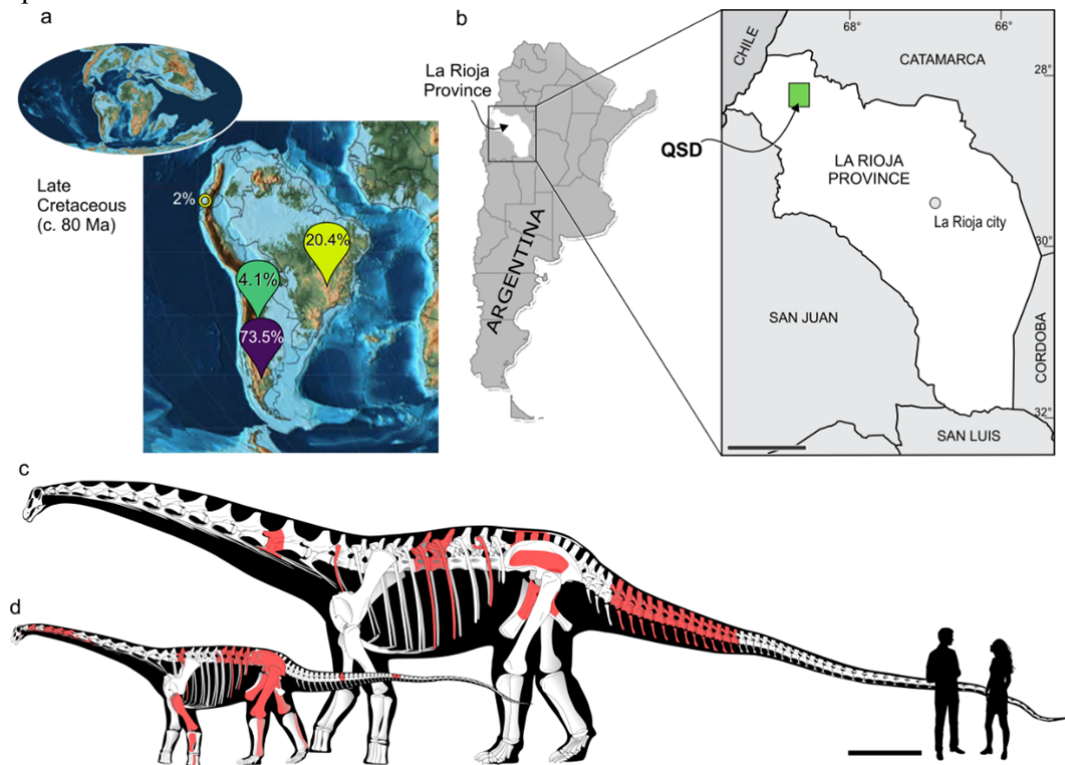 a
Late
Cretaceous
(c. 80 Ma)
2%
20.4%
4.1%
73.5%
b
La Rioja
Province
ARGENTINA
68°
66°
CHILE
CATAMARCA
28°
QSD
LA RIOJA
PROVINCE
La Rioja city
30°
SAN JUAN
CORDOBA
32°
SAN LUIS
c
d